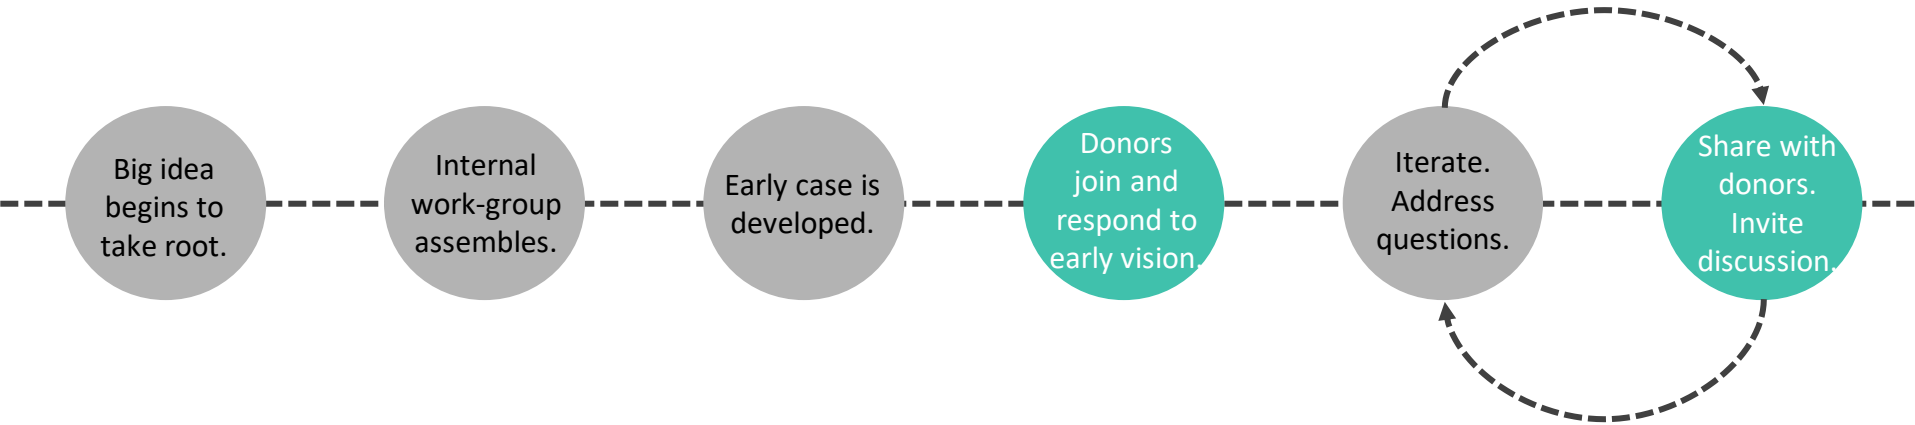 Big idea
begins to
take root.
Internal
work-group
assembles.
Early case is
developed.
Donors
join and
respond to
early vision.
Iterate.
Address
questions.
Share with
donors.
Invite
discussion.